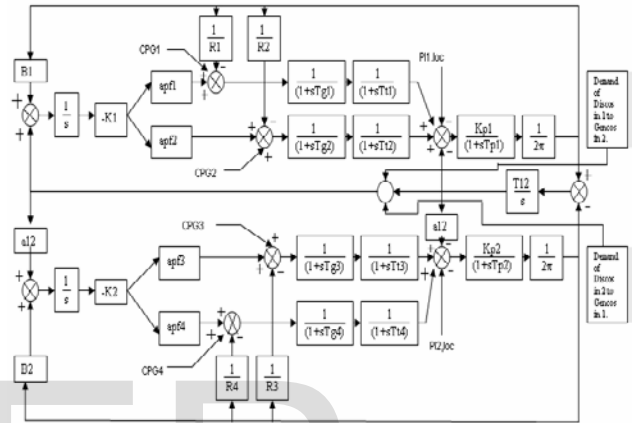 1
R1
1
R2
CPG1
PI1,loc
B1
1
s
-K1
apf1
1
(1+sTg1)
1
(1+sTt1)
apf2
1
(1+sTg2)
1
(1+sTt2)
Kp1
(1+sTp1)
1
2π
CPG2
Demand
of
Discos
in 1 to
Gencos
in 2.
T12
s
a12
CPG3
a12
1
s
-K2
apf3
1
(1+sTg3)
1
(1+sTt3)
Kp2
(1+sTp2)
1
2π
Demand
of
Discos
in 2 to
Gencos
in 1.
apf4
1
(1+sTg4)
1
(1+sTt4)
PI2,loc
CPG4
D2
1
R4
1
R3